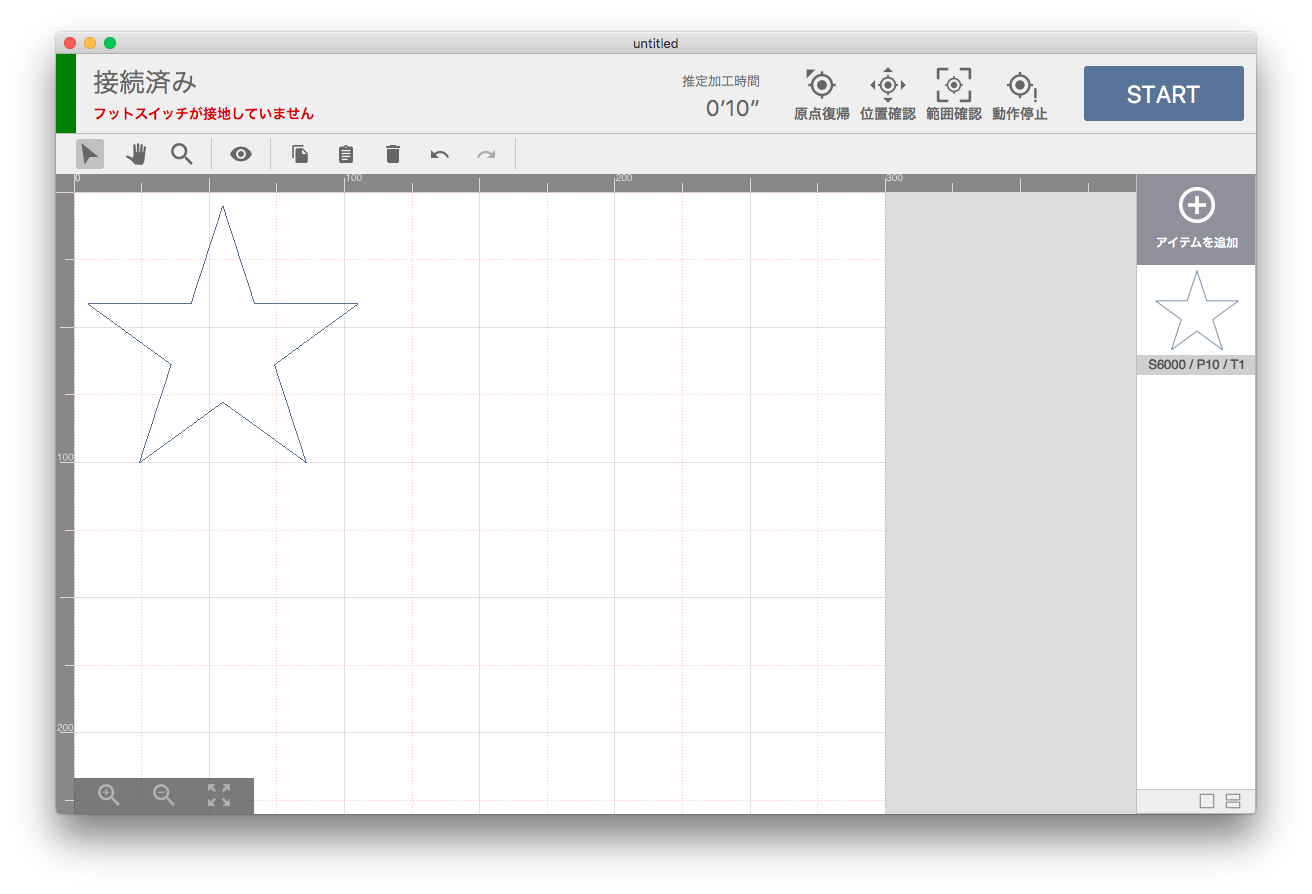 untitled
接続済み
フットスイッチが接地していません
推定加工時間
0’10”
原点復帰
位置確認
範囲確認
動作停止
START
0
100
200
300
100
200
アイテムを追加
S6000 / P10 / T1